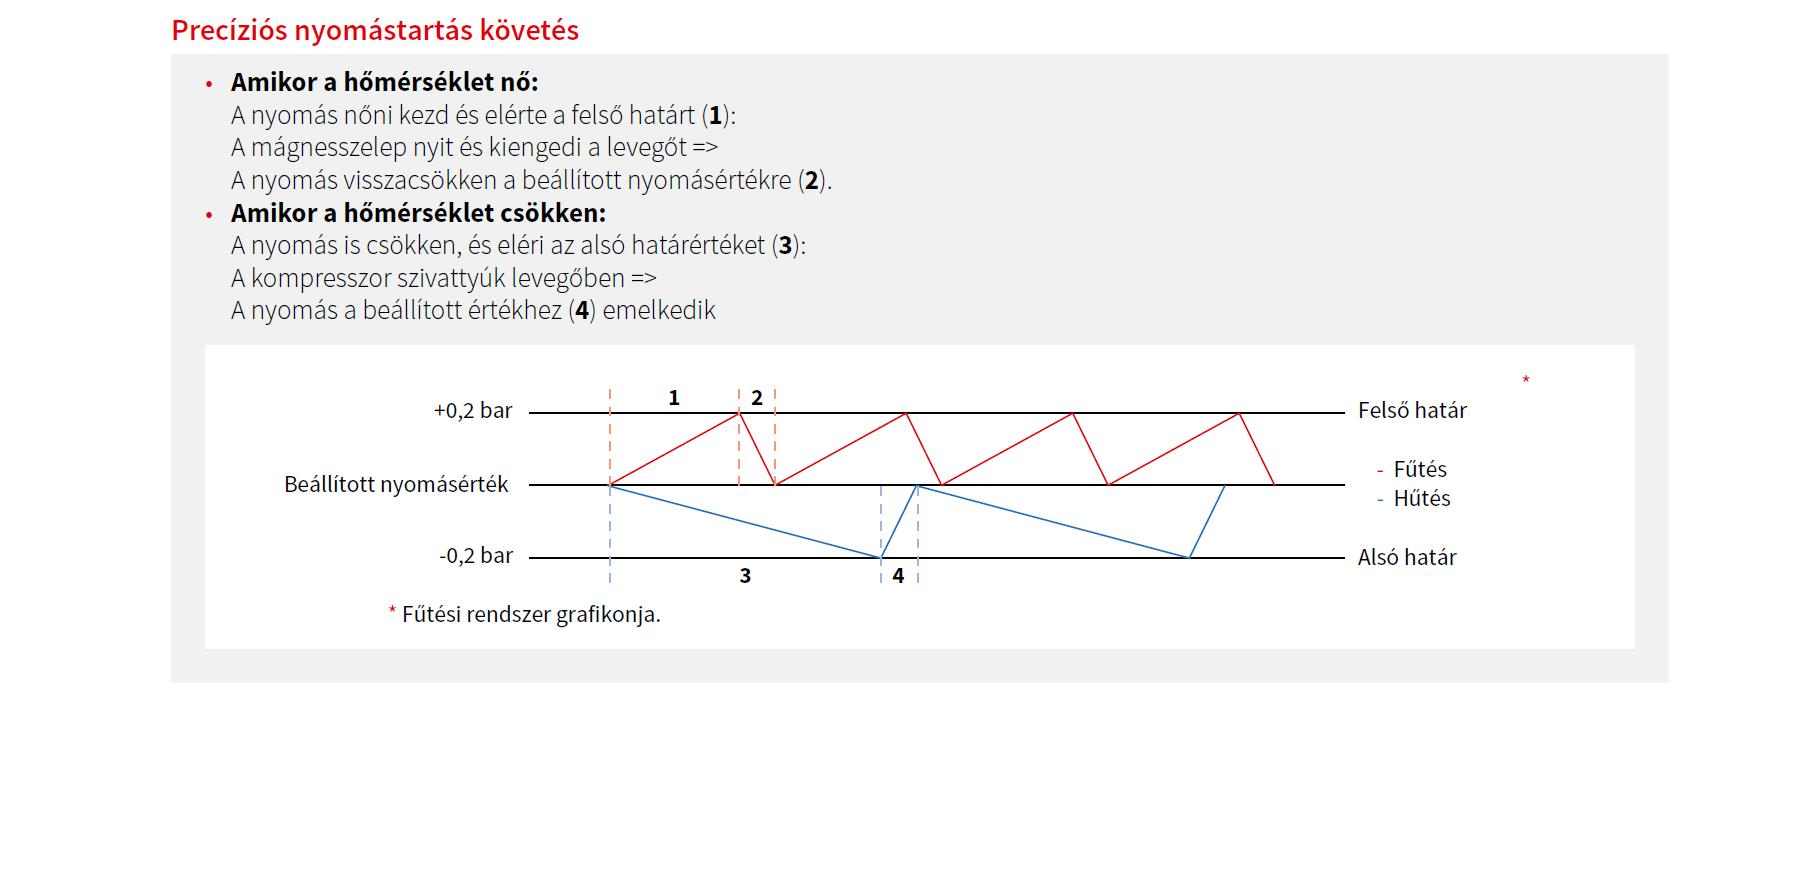 Precíziós nyomástartás követés
• Amikor a hőmérséklet nő:
A nyomás nőni kezd és elérte a felső határt (1):
A mágnesszelep nyit és kiengedi a levegőt =>
A nyomás visszacsökken a beállított nyomásértékre (2).
• Amikor a hőmérséklet csökken:
A nyomás is csökken, és eléri az alsó határértéket (3):
A kompresszor szivattyúk levegőben =>
A nyomás a beállított értékhez (4) emelkedik
*
1 2
+0,2 bar Felső határ
- Fűtés
Beállított nyomásérték
- Hűtés
-0,2 bar Alsó határ
3 4
* Fűtési rendszer grafikonja.